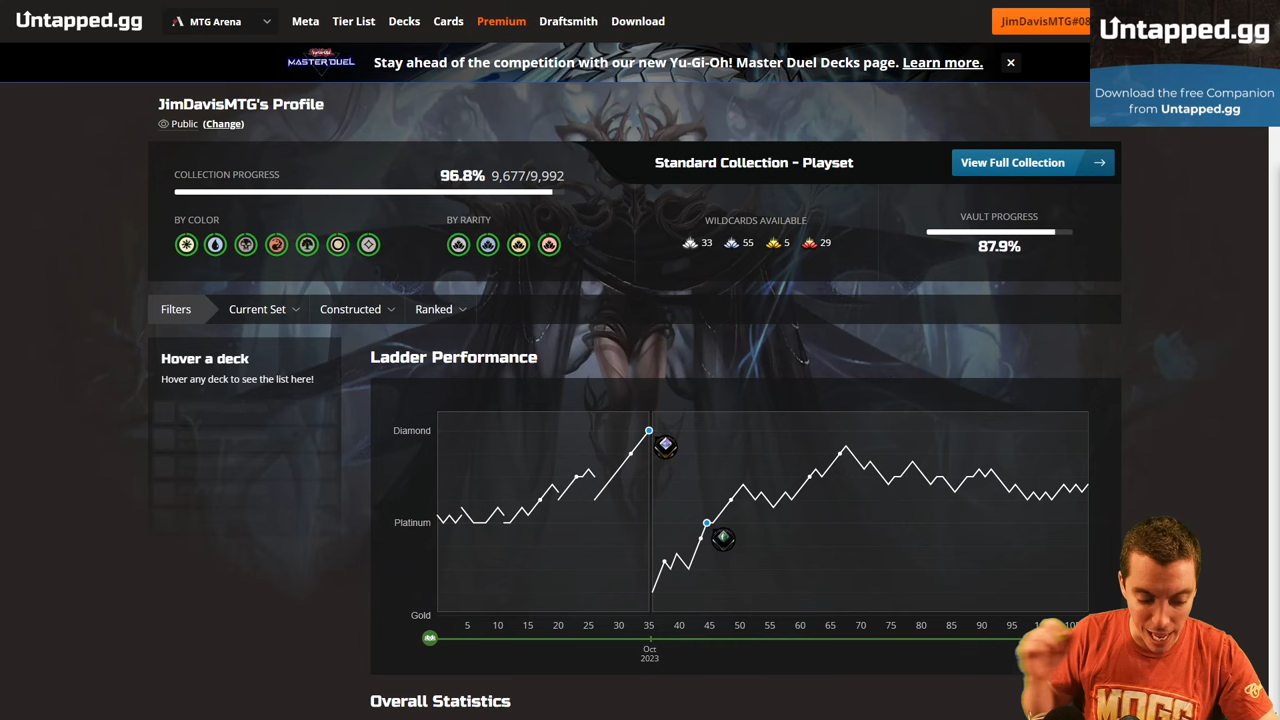 Untapped.gg
MTG Arena
Meta
Tier List
Decks
Cards
Premium
Draftsmith
Download
JimDavisMTG#08
Untapped.gg
Download the free Companion
from Untapped.gg
MASTER DUEL
Stay ahead of the competition with our new Yu-Gi-Oh! Master Duel Decks page. Learn more.
JimDavisMTG's Profile
Public (Change)
COLLECTION PROGRESS
96.8% 9,677/9,992
BY COLOR
BY RARITY
Standard Collection - Playset
View Full Collection
WILDCARDS AVAILABLE
33 55 5 29
VAULT PROGRESS
87.9%
Filters
Current Set
Constructed
Ranked
Hover a deck
Hover any deck to see the list here!
Ladder Performance
Diamond
Platinum
Gold
5 10 15 20 25 30 35 40 45 50 55 60 65 70 75 80 85 90 95
Oct
2023
Overall Statistics